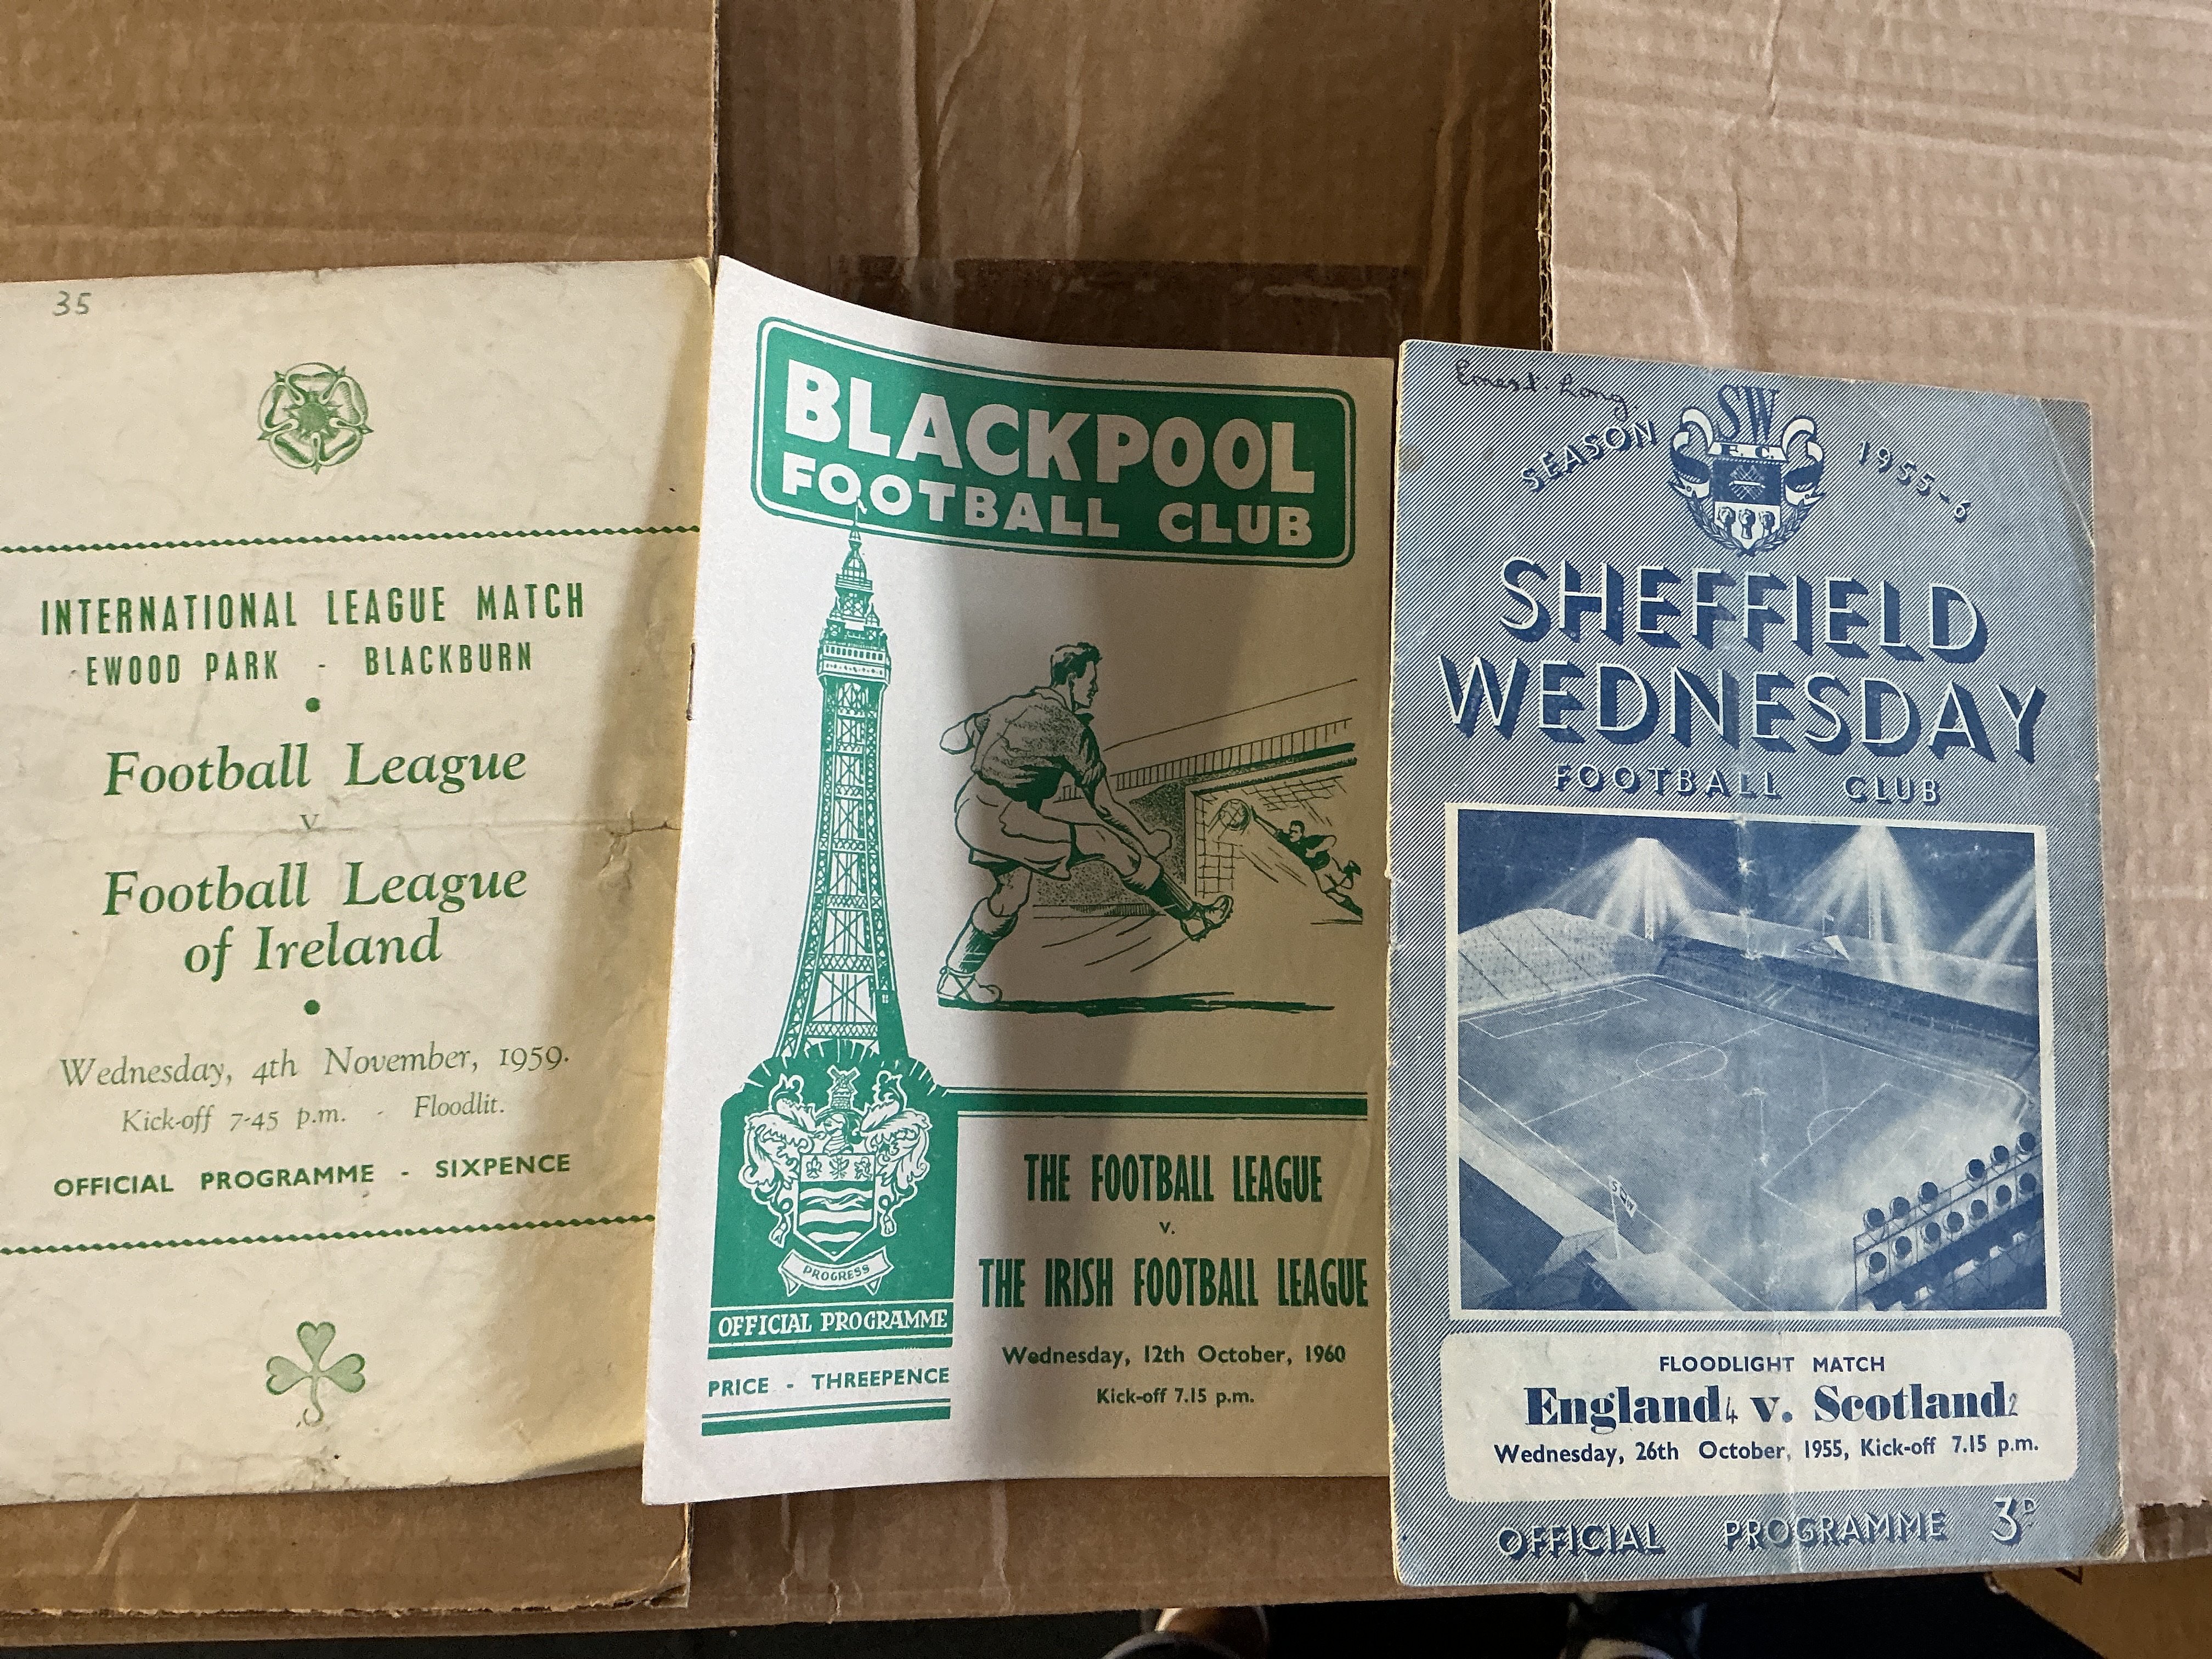 35
INTERNATIONAL LEAGUE MATCH
EWOOD PARK - BLACKBURN
Football League
v
Football League
of Ireland
Wednesday, 4th November, 1959.
Kick-off 7-45 p.m. - Floodlit.
OFFICIAL PROGRAMME - SIXPENCE
BLACKPOOL
FOOTBALL CLUB
PROGRESS
OFFICIAL PROGRAMME
PRICE - THREEPENCE
THE FOOTBALL LEAGUE
v.
THE IRISH FOOTBALL LEAGUE
Wednesday, 12th October, 1960
Kick-off 7.15 p.m.
Ernest. Long.
SW
F.C.
SEASON 1955-6
SHEFFIELD
WEDNESDAY
FOOTBALL CLUB
FLOODLIGHT MATCH
England 4 v. Scotland 2
Wednesday, 26th October, 1955, Kick-off 7.15 p.m.
OFFICIAL PROGRAMME 3D